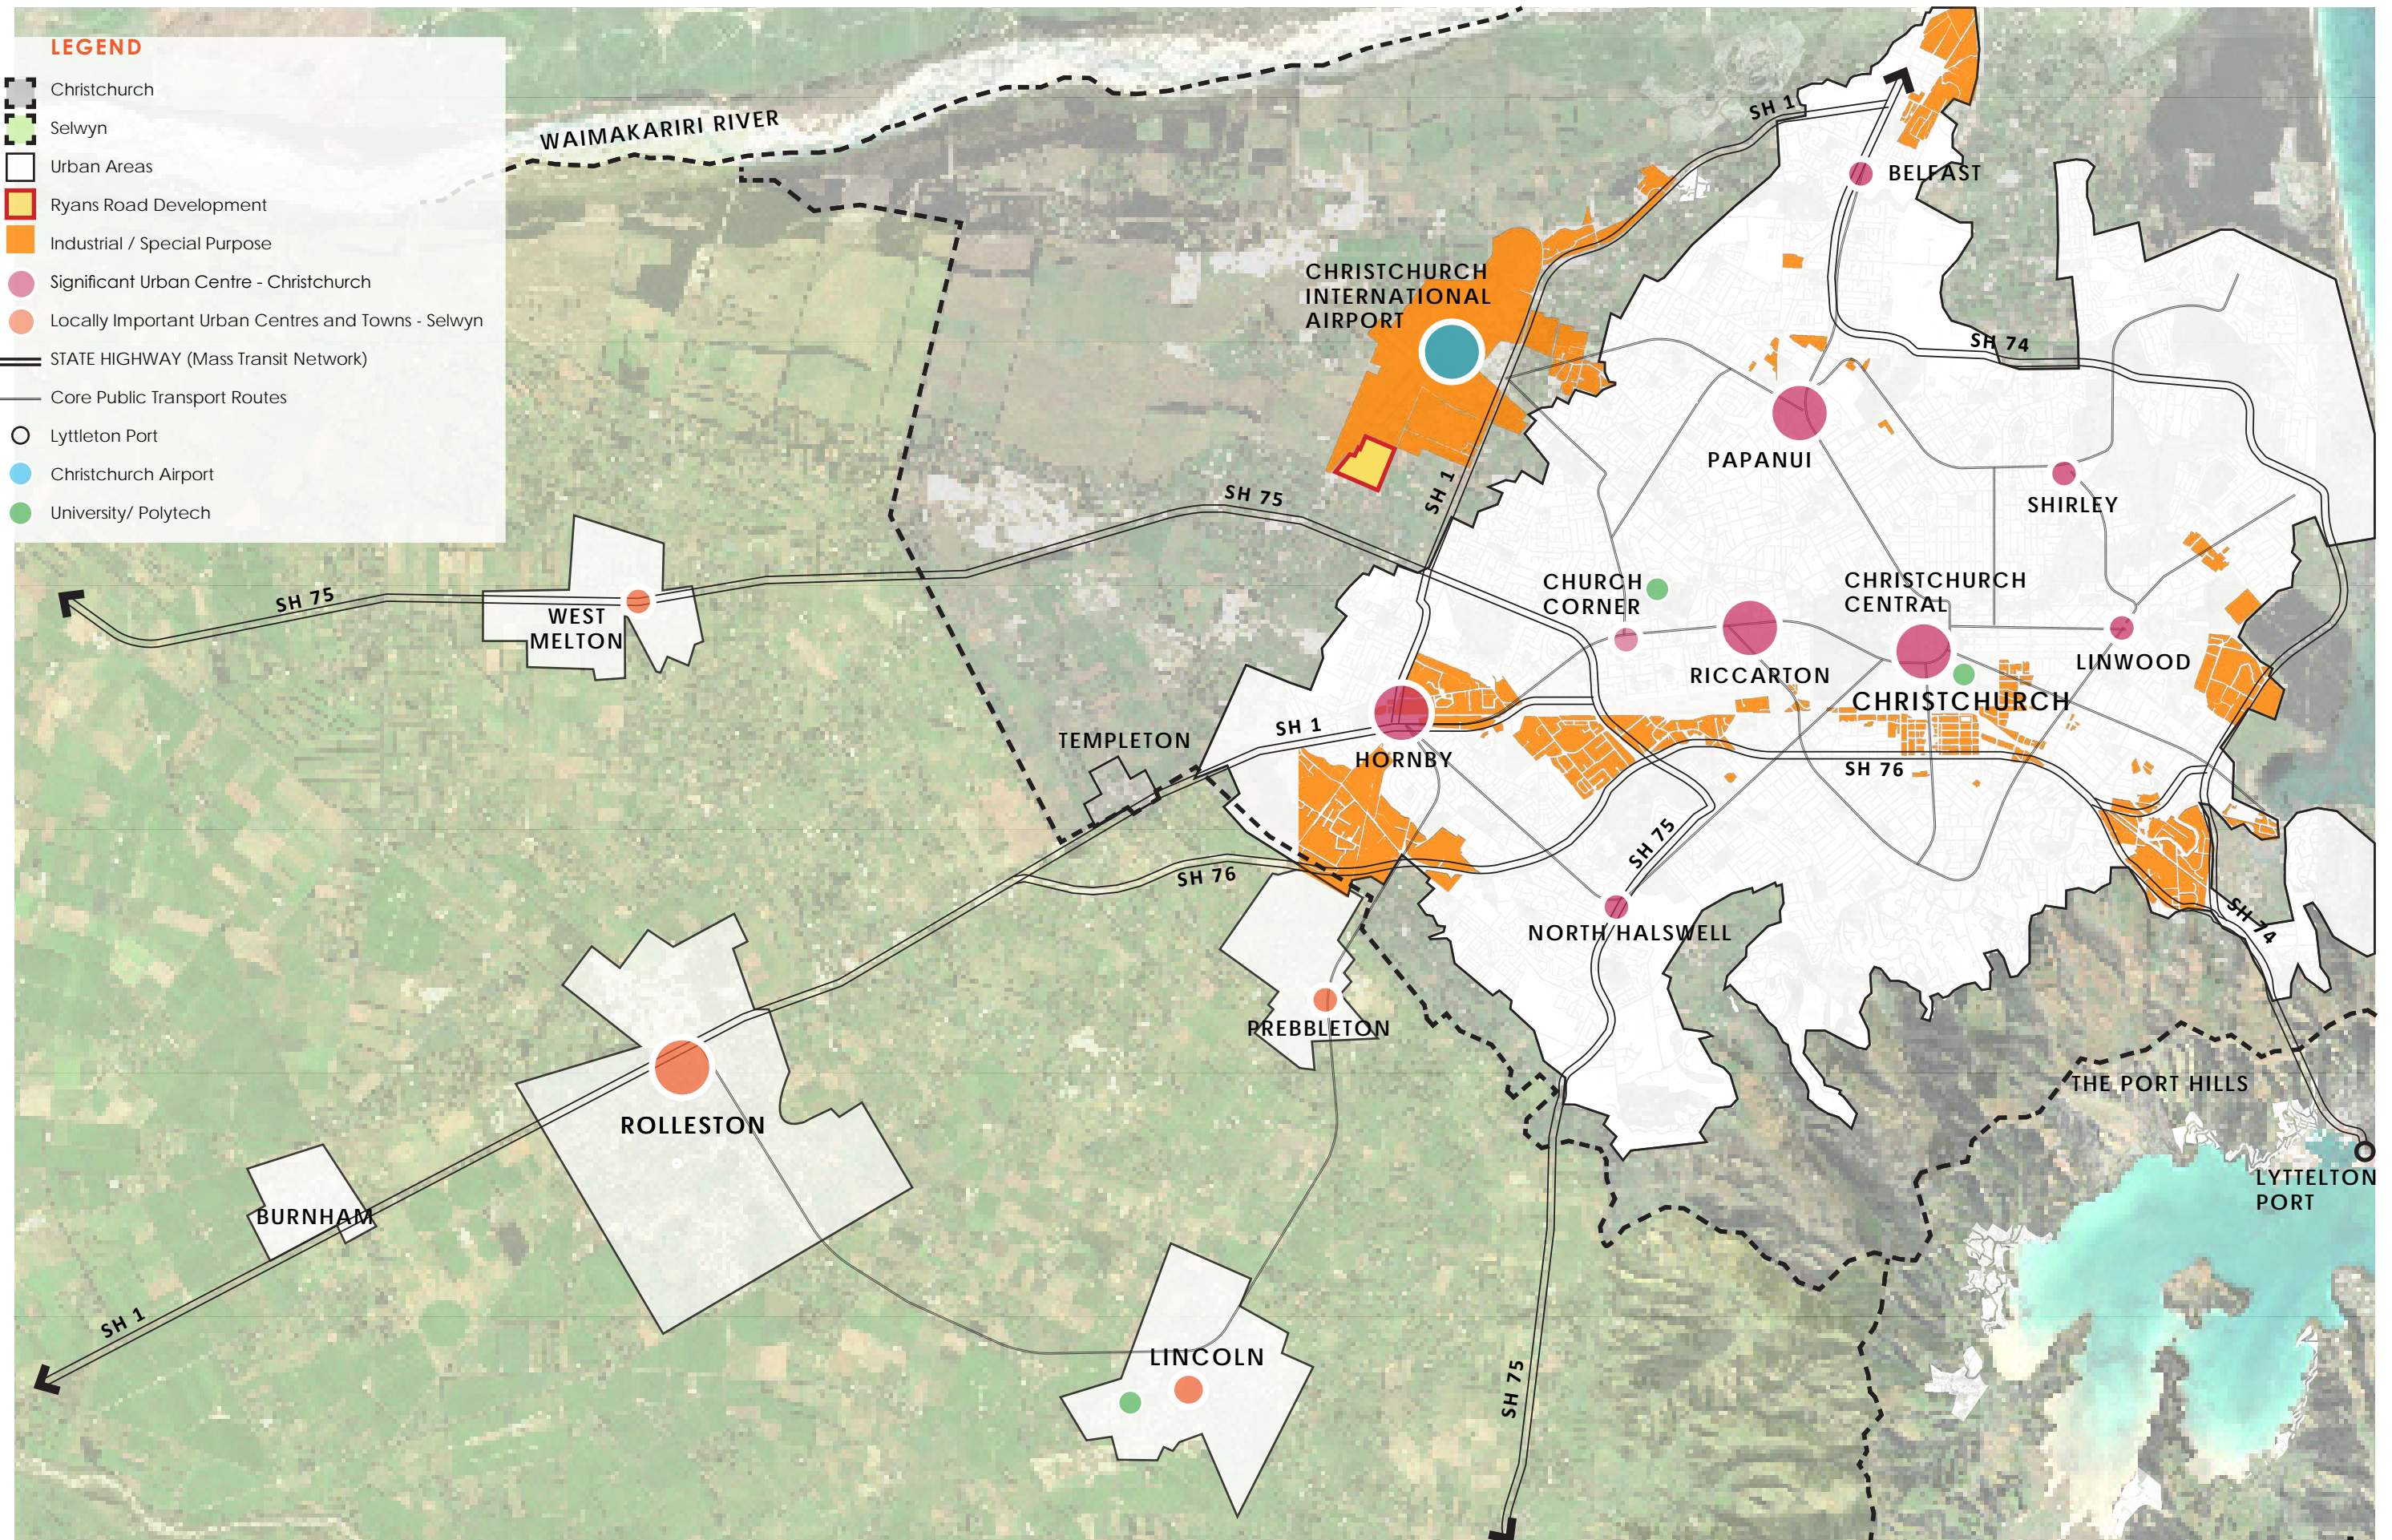 LEGEND
Christchurch
Selwyn
Urban Areas
Ryans Road Development
Industrial / Special Purpose
Significant Urban Centre - Christchurch
Locally Important Urban Centres and Towns - Selwyn
STATE HIGHWAY (Mass Transit Network)
Core Public Transport Routes
Lyttleton Port
Christchurch Airport
University/ Polytech
WAIMAKARIRI RIVER
SH 1
BELFAST
CHRISTCHURCH
INTERNATIONAL
AIRPORT
SH 74
PAPANUI
SHIRLEY
SH 1
SH 75
SH 75
WEST
MELTON
CHURCH
CORNER
CHRISTCHURCH
CENTRAL
RICCARTON
LINWOOD
CHRISTCHURCH
SH 1
TEMPLETON
HORNBY
SH 76
SH 75
SH 76
NORTH HALSWELL
SH 74
PREBBLETON
THE PORT HILLS
ROLLESTON
LYTTELTON
PORT
BURNHAM
SH 1
LINCOLN
SH 75